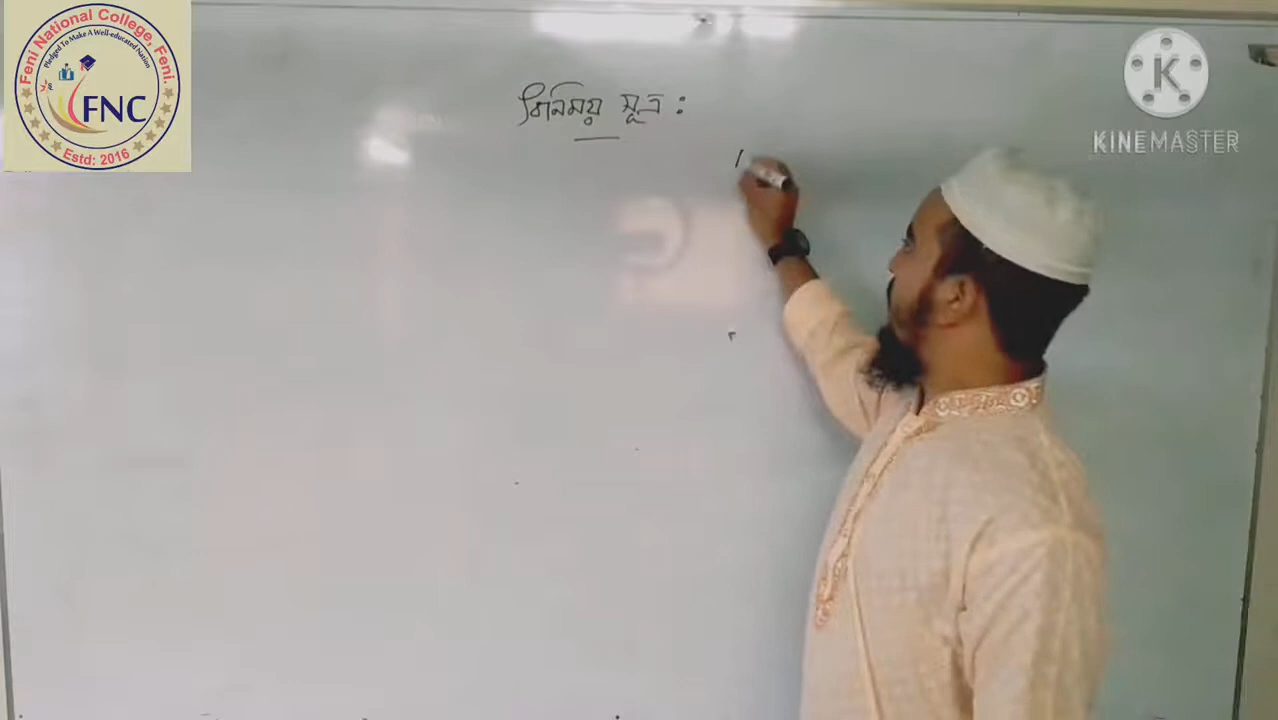 Feni National College, Feni.
Pledged To Make A Well-educated Nation
FNC
Estd: 2016
K
KINEMASTER
বিনিময় সূত্র :